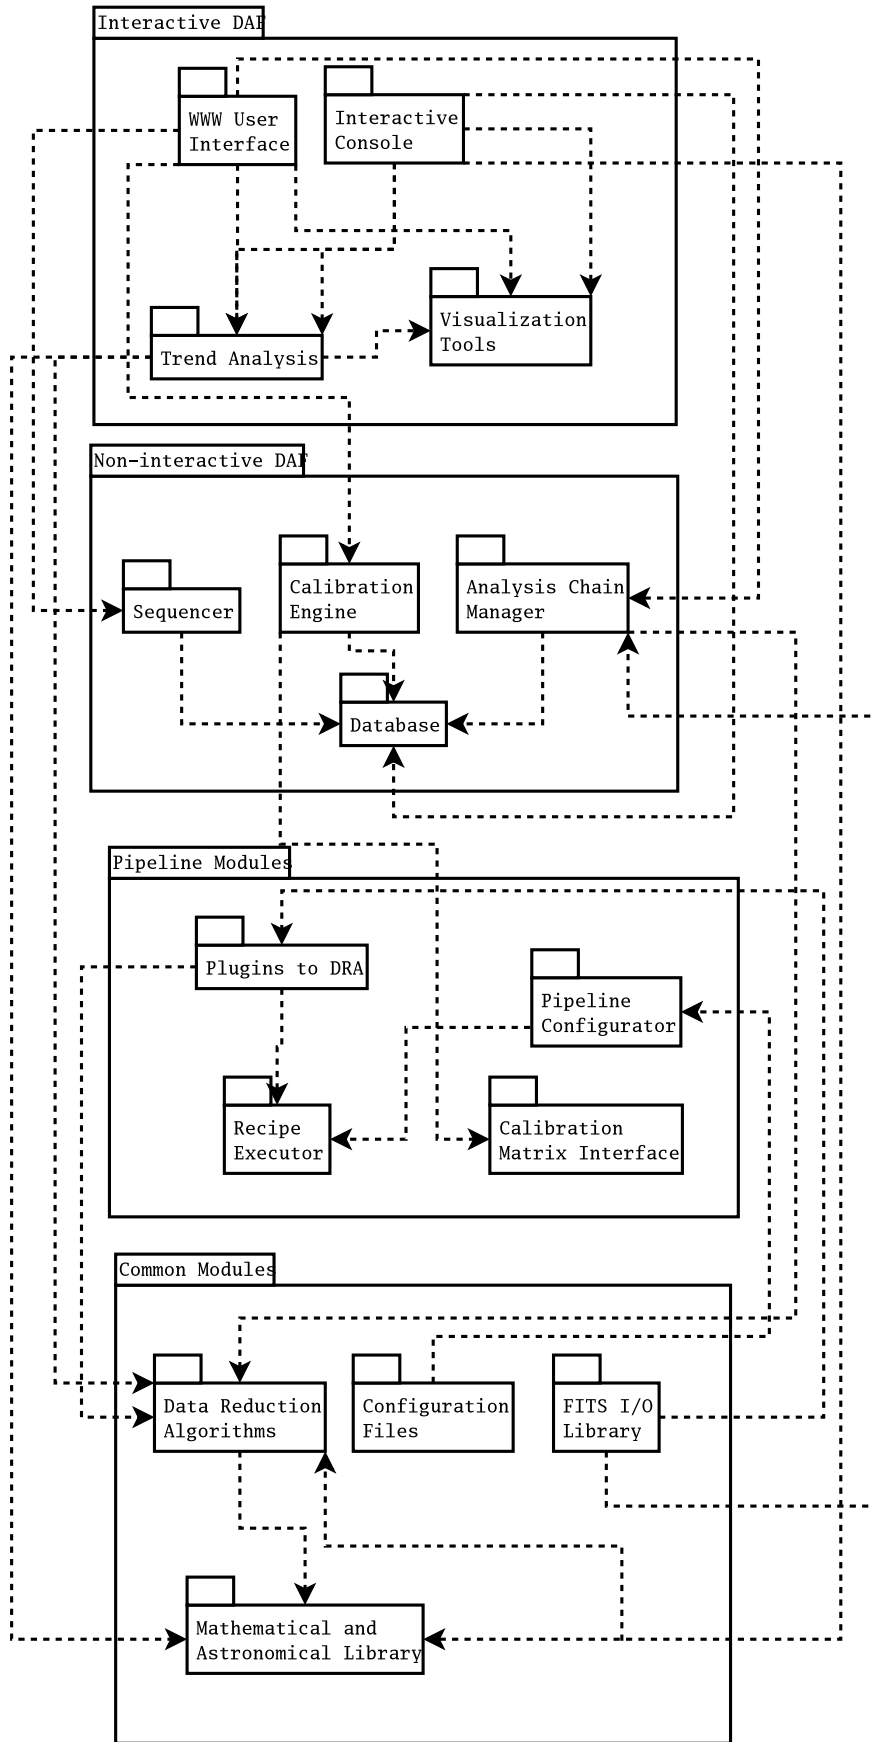 Interactive DAF
WWW User
Interface
Interactive
Console
Visualization
Tools
Trend Analysis
Non-interactive DAF
Calibration
Engine
Analysis Chain
Manager
Sequencer
Database
Pipeline Modules
Plugins to DRA
Pipeline
Configurator
Recipe
Executor
Calibration
Matrix Interface
Common Modules
Data Reduction
Algorithms
Configuration
Files
FITS I/O
Library
Mathematical and
Astronomical Library